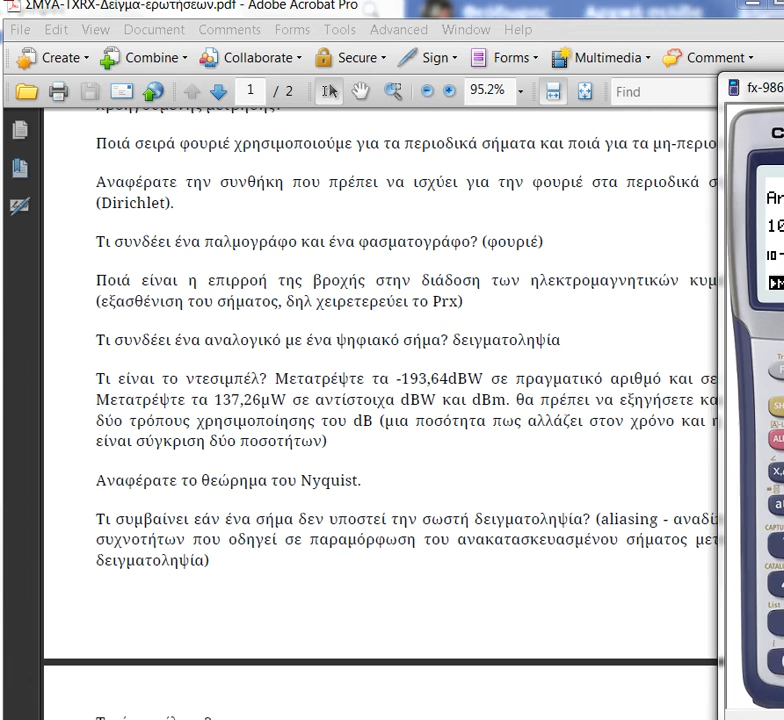 ΣΜΥΑ-TXRX-Δείγμα-ερωτήσεων.pdf - Adobe Acrobat Pro
File Edit View Document Comments Forms Tools Advanced Window Help
Create Combine Collaborate Secure Sign Forms Multimedia Comment
1 / 2 95.2% Find
fx-986
Ποιά σειρά φουριέ χρησιμοποιούμε για τα περιοδικά σήματα και ποιά για τα μη-περιο
Αναφέρατε την συνθήκη που πρέπει να ισχύει για την φουριέ στα περιοδικά σ
(Dirichlet).
Τι συνδέει ένα παλμογράφο και ένα φασματογράφο? (φουριέ)
Ποιά είναι η επιρροή της βροχής στην διάδοση των ηλεκτρομαγνητικών κυμ
(εξασθένιση του σήματος, δηλ χειρετερεύει το Prx)
Τι συνδέει ένα αναλογικό με ένα ψηφιακό σήμα? δειγματοληψία
Τι είναι το ντεσιμπέλ? Μετατρέψτε τα -193,64dBW σε πραγματικό αριθμό και σε
Μετατρέψτε τα 137,26μW σε αντίστοιχα dBW και dBm. θα πρέπει να εξηγήσετε κα
δύο τρόπους χρησιμοποίησης του dB (μια ποσότητα πως αλλάζει στον χρόνο και η
είναι σύγκριση δύο ποσοτήτων)
Αναφέρατε το θεώρημα του Nyquist.
Τι συμβαίνει εάν ένα σήμα δεν υποστεί την σωστή δειγματοληψία? (aliasing - αναδί
συχνοτήτων που οδηγεί σε παραμόρφωση του ανακατασκευασμένου σήματος μετ
δειγματοληψία)